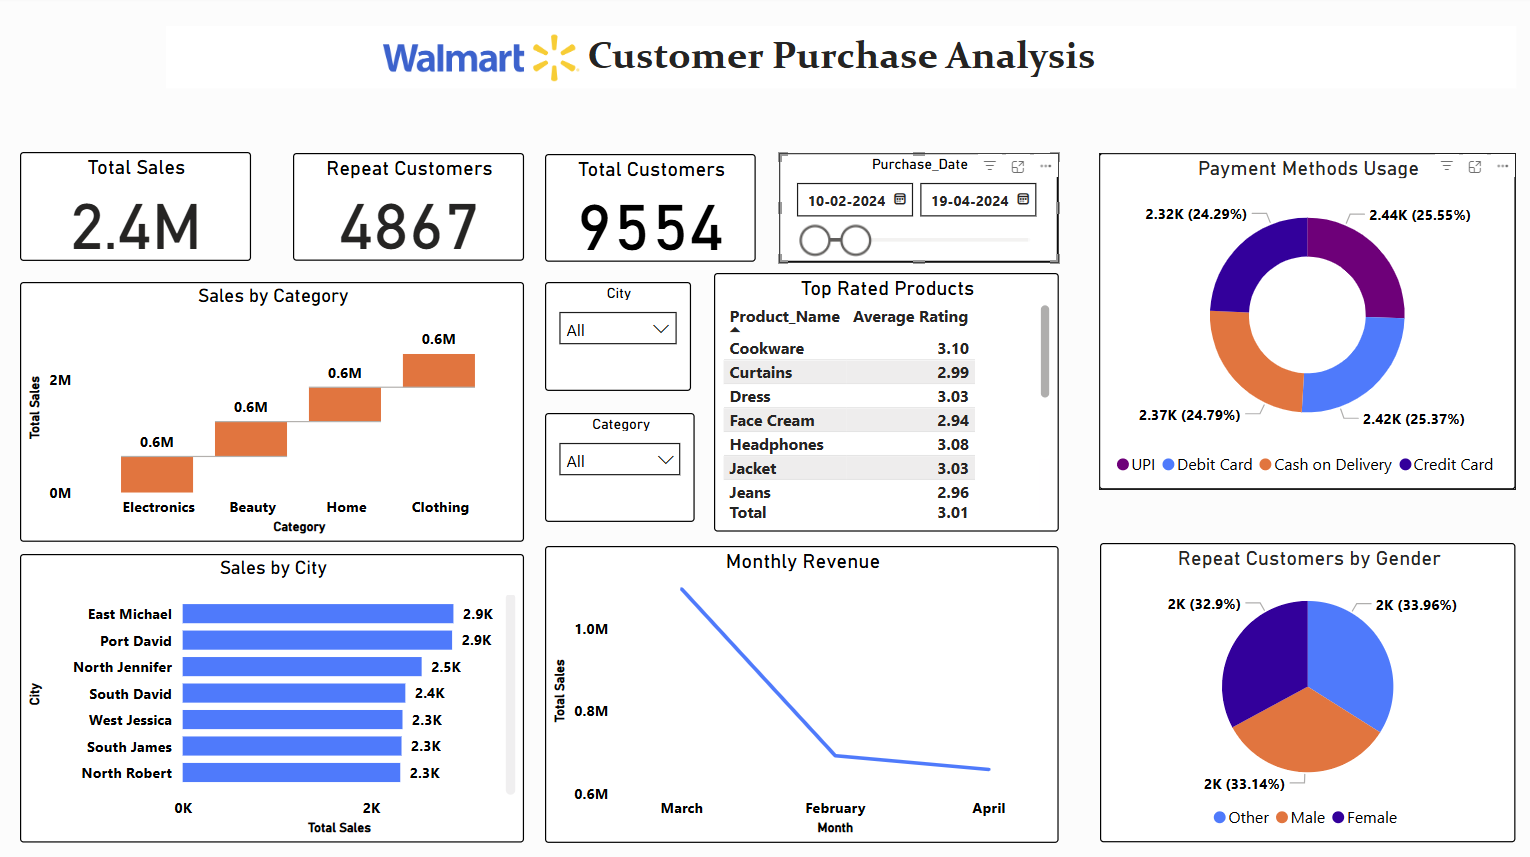 Walmart Customer Purchase Analysis
Total Sales
2.4M
Repeat Customers
4867
Total Customers
9554
Purchase_Date
10-02-2024 19-04-2024
Payment Methods Usage
2.32K (24.29%)
2.44K (25.55%)
2.37K (24.79%)
2.42K (25.37%)
UPI Debit Card Cash on Delivery Credit Card
Sales by Category
Total Sales
2M
0M
0.6M
0.6M
0.6M
0.6M
Electronics Beauty Home Clothing
Category
City
All
Category
All
Top Rated Products
Product_Name Average Rating
Cookware 3.10
Curtains 2.99
Dress 3.03
Face Cream 2.94
Headphones 3.08
Jacket 3.03
Jeans 2.96
Total 3.01
Sales by City
City
East Michael 2.9K
Port David 2.9K
North Jennifer 2.5K
South David 2.4K
West Jessica 2.3K
South James 2.3K
North Robert 2.3K
0K 2K
Total Sales
Monthly Revenue
Total Sales
1.0M
0.8M
0.6M
March February April
Month
Repeat Customers by Gender
2K (32.9%)
2K (33.96%)
2K (33.14%)
Other Male Female